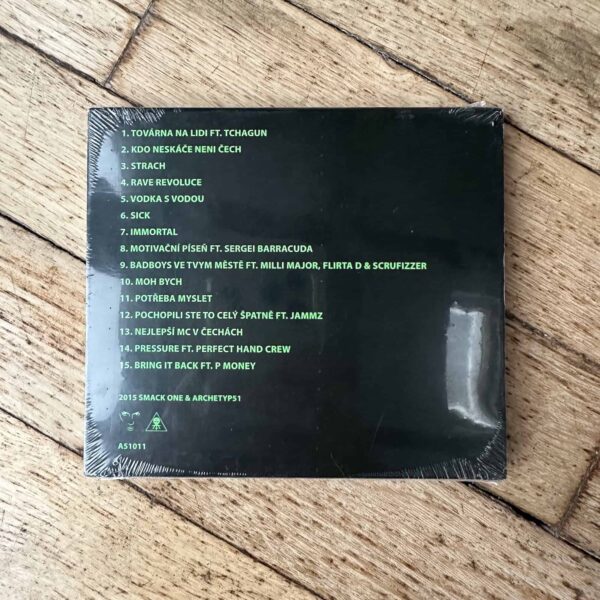 1. TOVÁRNA NA LIDI FT. TCHAGUN
2. KDO NESKÁČE NENI ČECH
3. STRACH
4. RAVE REVOLUCE
5. VODKA S VODOU
6. SICK
7. IMMORTAL
8. MOTIVAČNÍ PÍSEŇ FT. SERGEI BARRACUDA
9. BADBOYS VE TVYM MĚSTĚ FT. MILLI MAJOR, FLIRTA D & SCRUFIZZER
10. MOH BYCH
11. POTŘEBA MYSLET
12. POCHOPILI STE TO CELÝ ŠPATNĚ FT. JAMMZ
13. NEJLEPŠÍ MC V ČECHÁCH
14. PRESSURE FT. PERFECT HAND CREW
15. BRING IT BACK FT. P MONEY
2015 SMACK ONE & ARCHETYP51
A51011